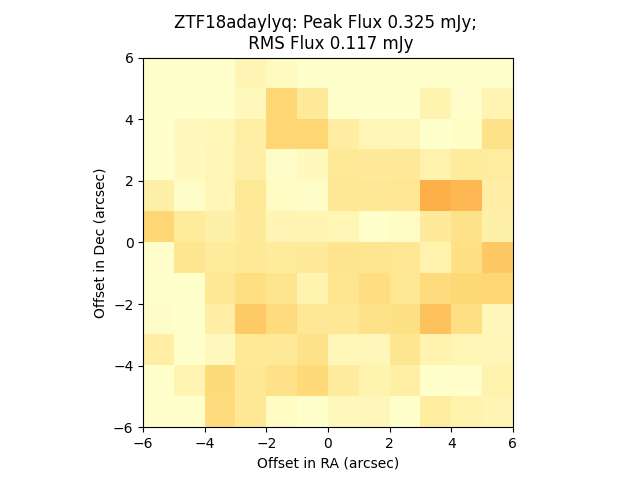 ZTF18adaylyq: Peak Flux 0.325 mJy;
RMS Flux 0.117 mJy
6
4
2
0
−2
−4
−6
Offset in Dec (arcsec)
−6 −4 −2 0 2 4 6
Offset in RA (arcsec)